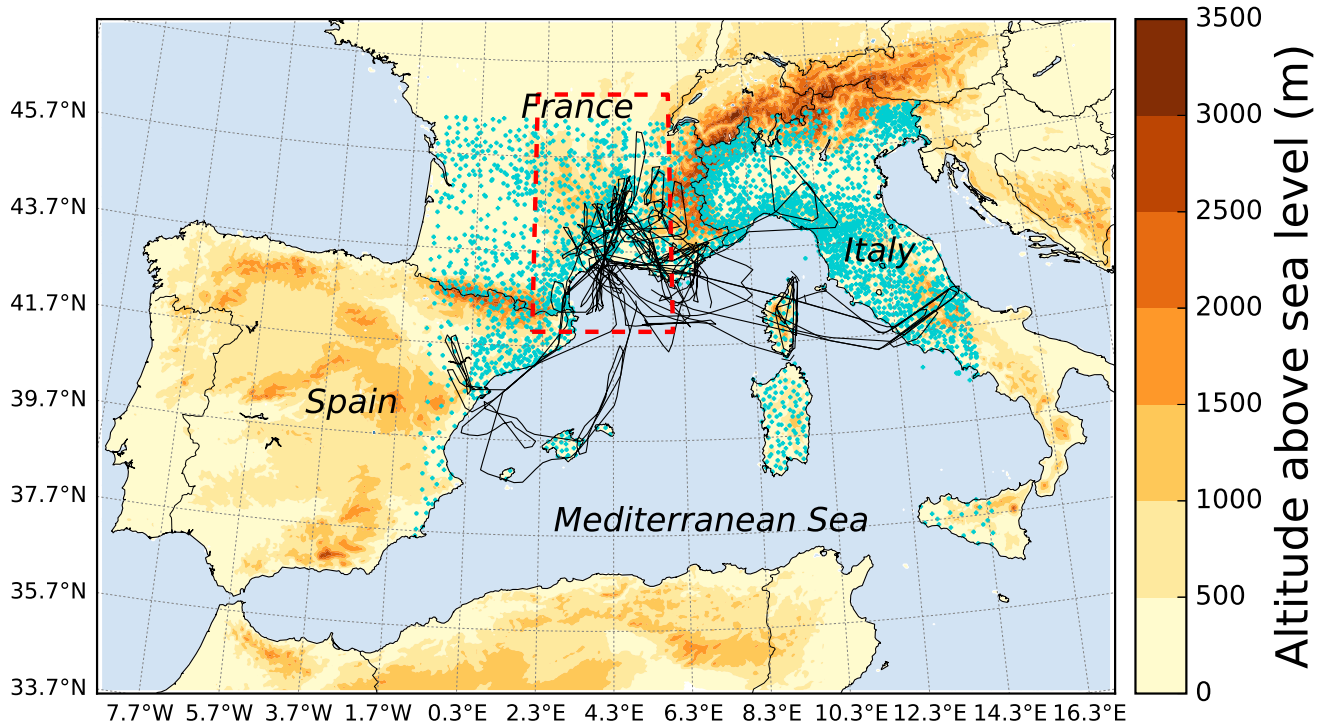 France
Italy
Spain
Mediterranean Sea
45.7°N
43.7°N
41.7°N
39.7°N
37.7°N
35.7°N
33.7°N
7.7°W 5.7°W 3.7°W 1.7°W 0.3°E 2.3°E 4.3°E 6.3°E 8.3°E 10.3°E 12.3°E 14.3°E 16.3°E
3500
3000
2500
2000
1500
1000
500
0
Altitude above sea level (m)